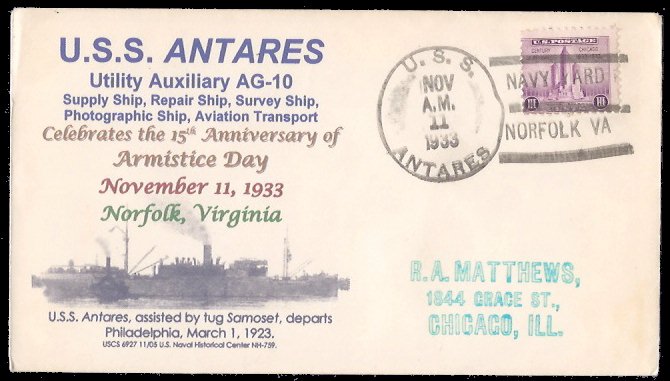 U.S.S. ANTARES
Utility Auxiliary AG-10
Supply Ship, Repair Ship, Survey Ship,
Photographic Ship, Aviation Transport
Celebrates the 15th Anniversary of
Armistice Day
November 11, 1933
Norfolk, Virginia
U.S.S. Antares, assisted by tug Samoset, departs
Philadelphia, March 1, 1923.
USCS 6927 11/05 U.S. Naval Historical Center NH-759.
U. S. S.
NOV
A.M.
11
1933
ANTARES
U.S. POSTAGE
CENTURY CHICAGO
NAVY YARD
NORFOLK VA
R.A. MATTHEWS,
1844 GRACE ST.,
CHICAGO, ILL.